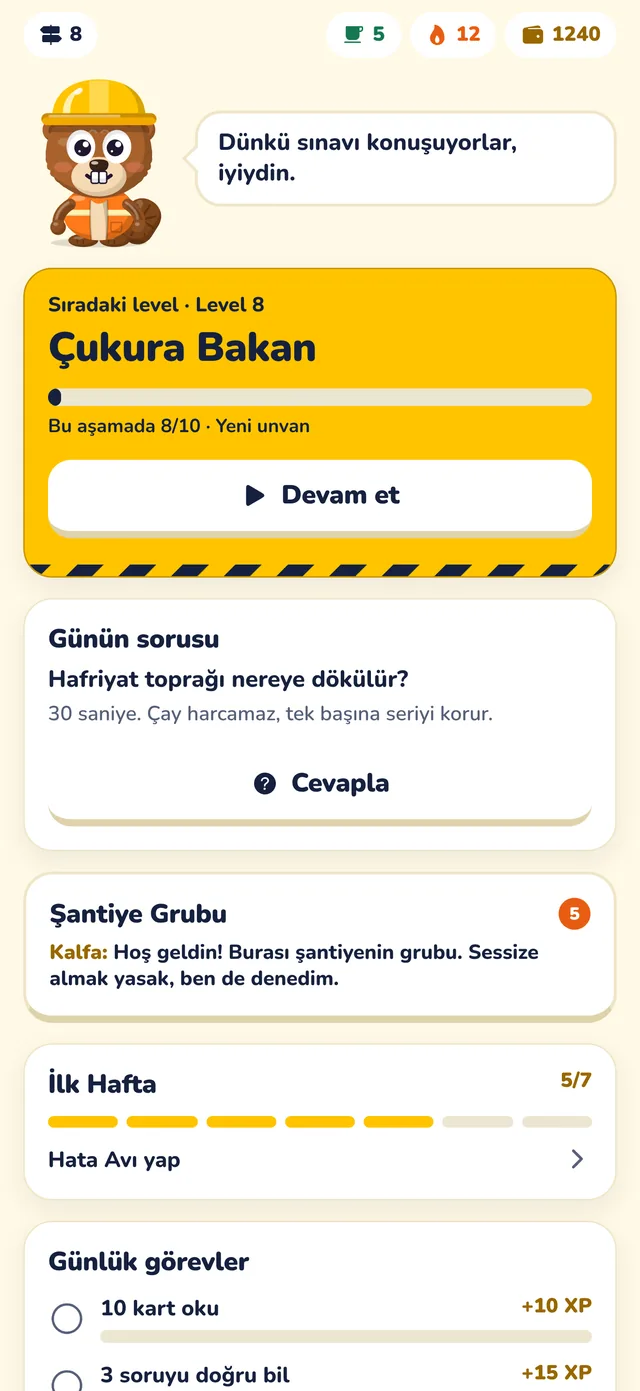 8 5 12 1240
Dünkü sınavı konuşuyorlar,
iyiydin.
Sıradaki level · Level 8
Çukura Bakan
Bu aşamada 8/10 · Yeni unvan
Devam et
Günün sorusu
Hafriyat toprağı nereye dökülür?
30 saniye. Çay harcamaz, tek başına seriyi korur.
? Cevapla
Şantiye Grubu 5
Kalfa: Hoş geldin! Burası şantiyenin grubu. Sessize
almak yasak, ben de denedim.
İlk Hafta 5/7
Hata Avı yap
Günlük görevler
10 kart oku +10 XP
3 soruyu doğru bil +15 XP